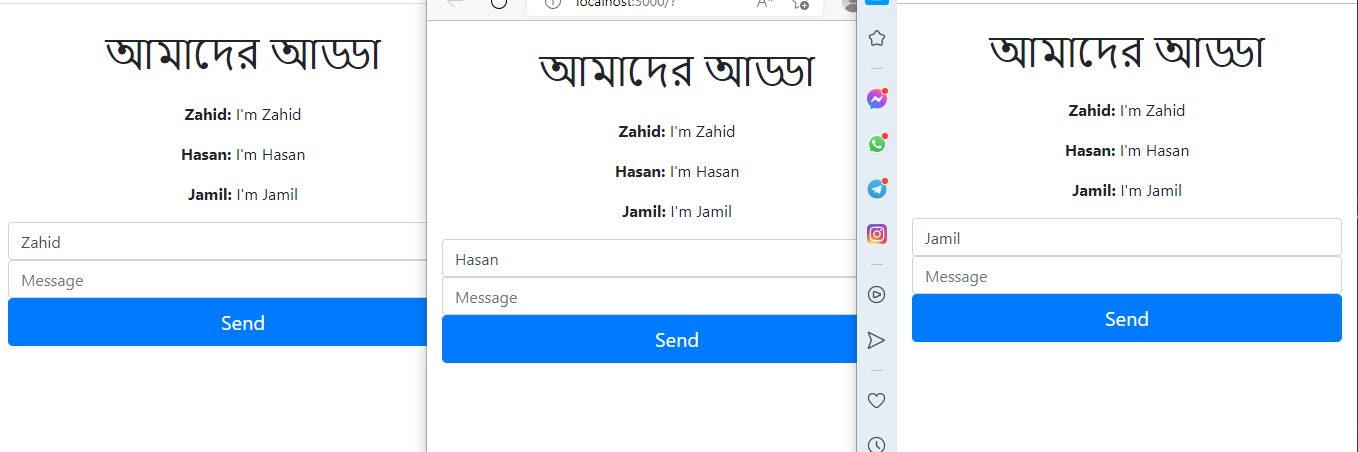 আমাদের আড্ডা
Zahid: I'm Zahid
Hasan: I'm Hasan
Jamil: I'm Jamil
Zahid
Message
Send
localhost:3000/?
আমাদের আড্ডা
Zahid: I'm Zahid
Hasan: I'm Hasan
Jamil: I'm Jamil
Hasan
Message
Send
আমাদের আড্ডা
Zahid: I'm Zahid
Hasan: I'm Hasan
Jamil: I'm Jamil
Jamil
Message
Send